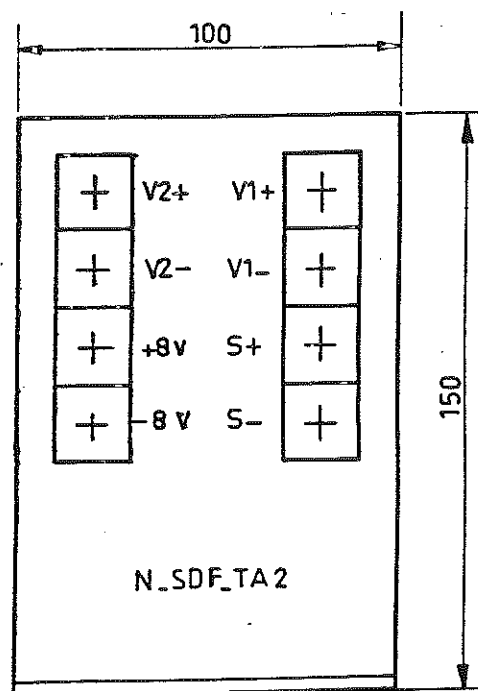 100
V2+ V1+
V2- V1-
+8V S+
-8V S-
150
N_SDF_TA2